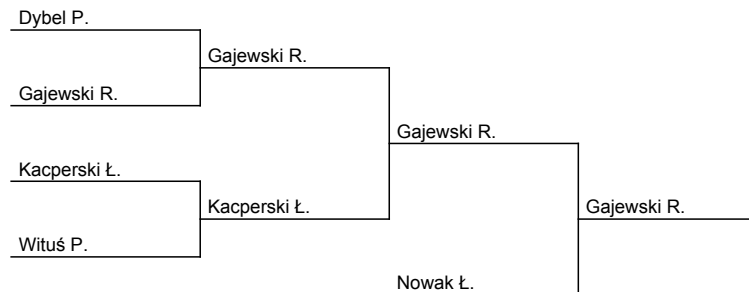 Dybel P.
Gajewski R.
Gajewski R.
Gajewski R.
Kacperski Ł.
Kacperski Ł.
Gajewski R.
Wituś P.
Nowak Ł.